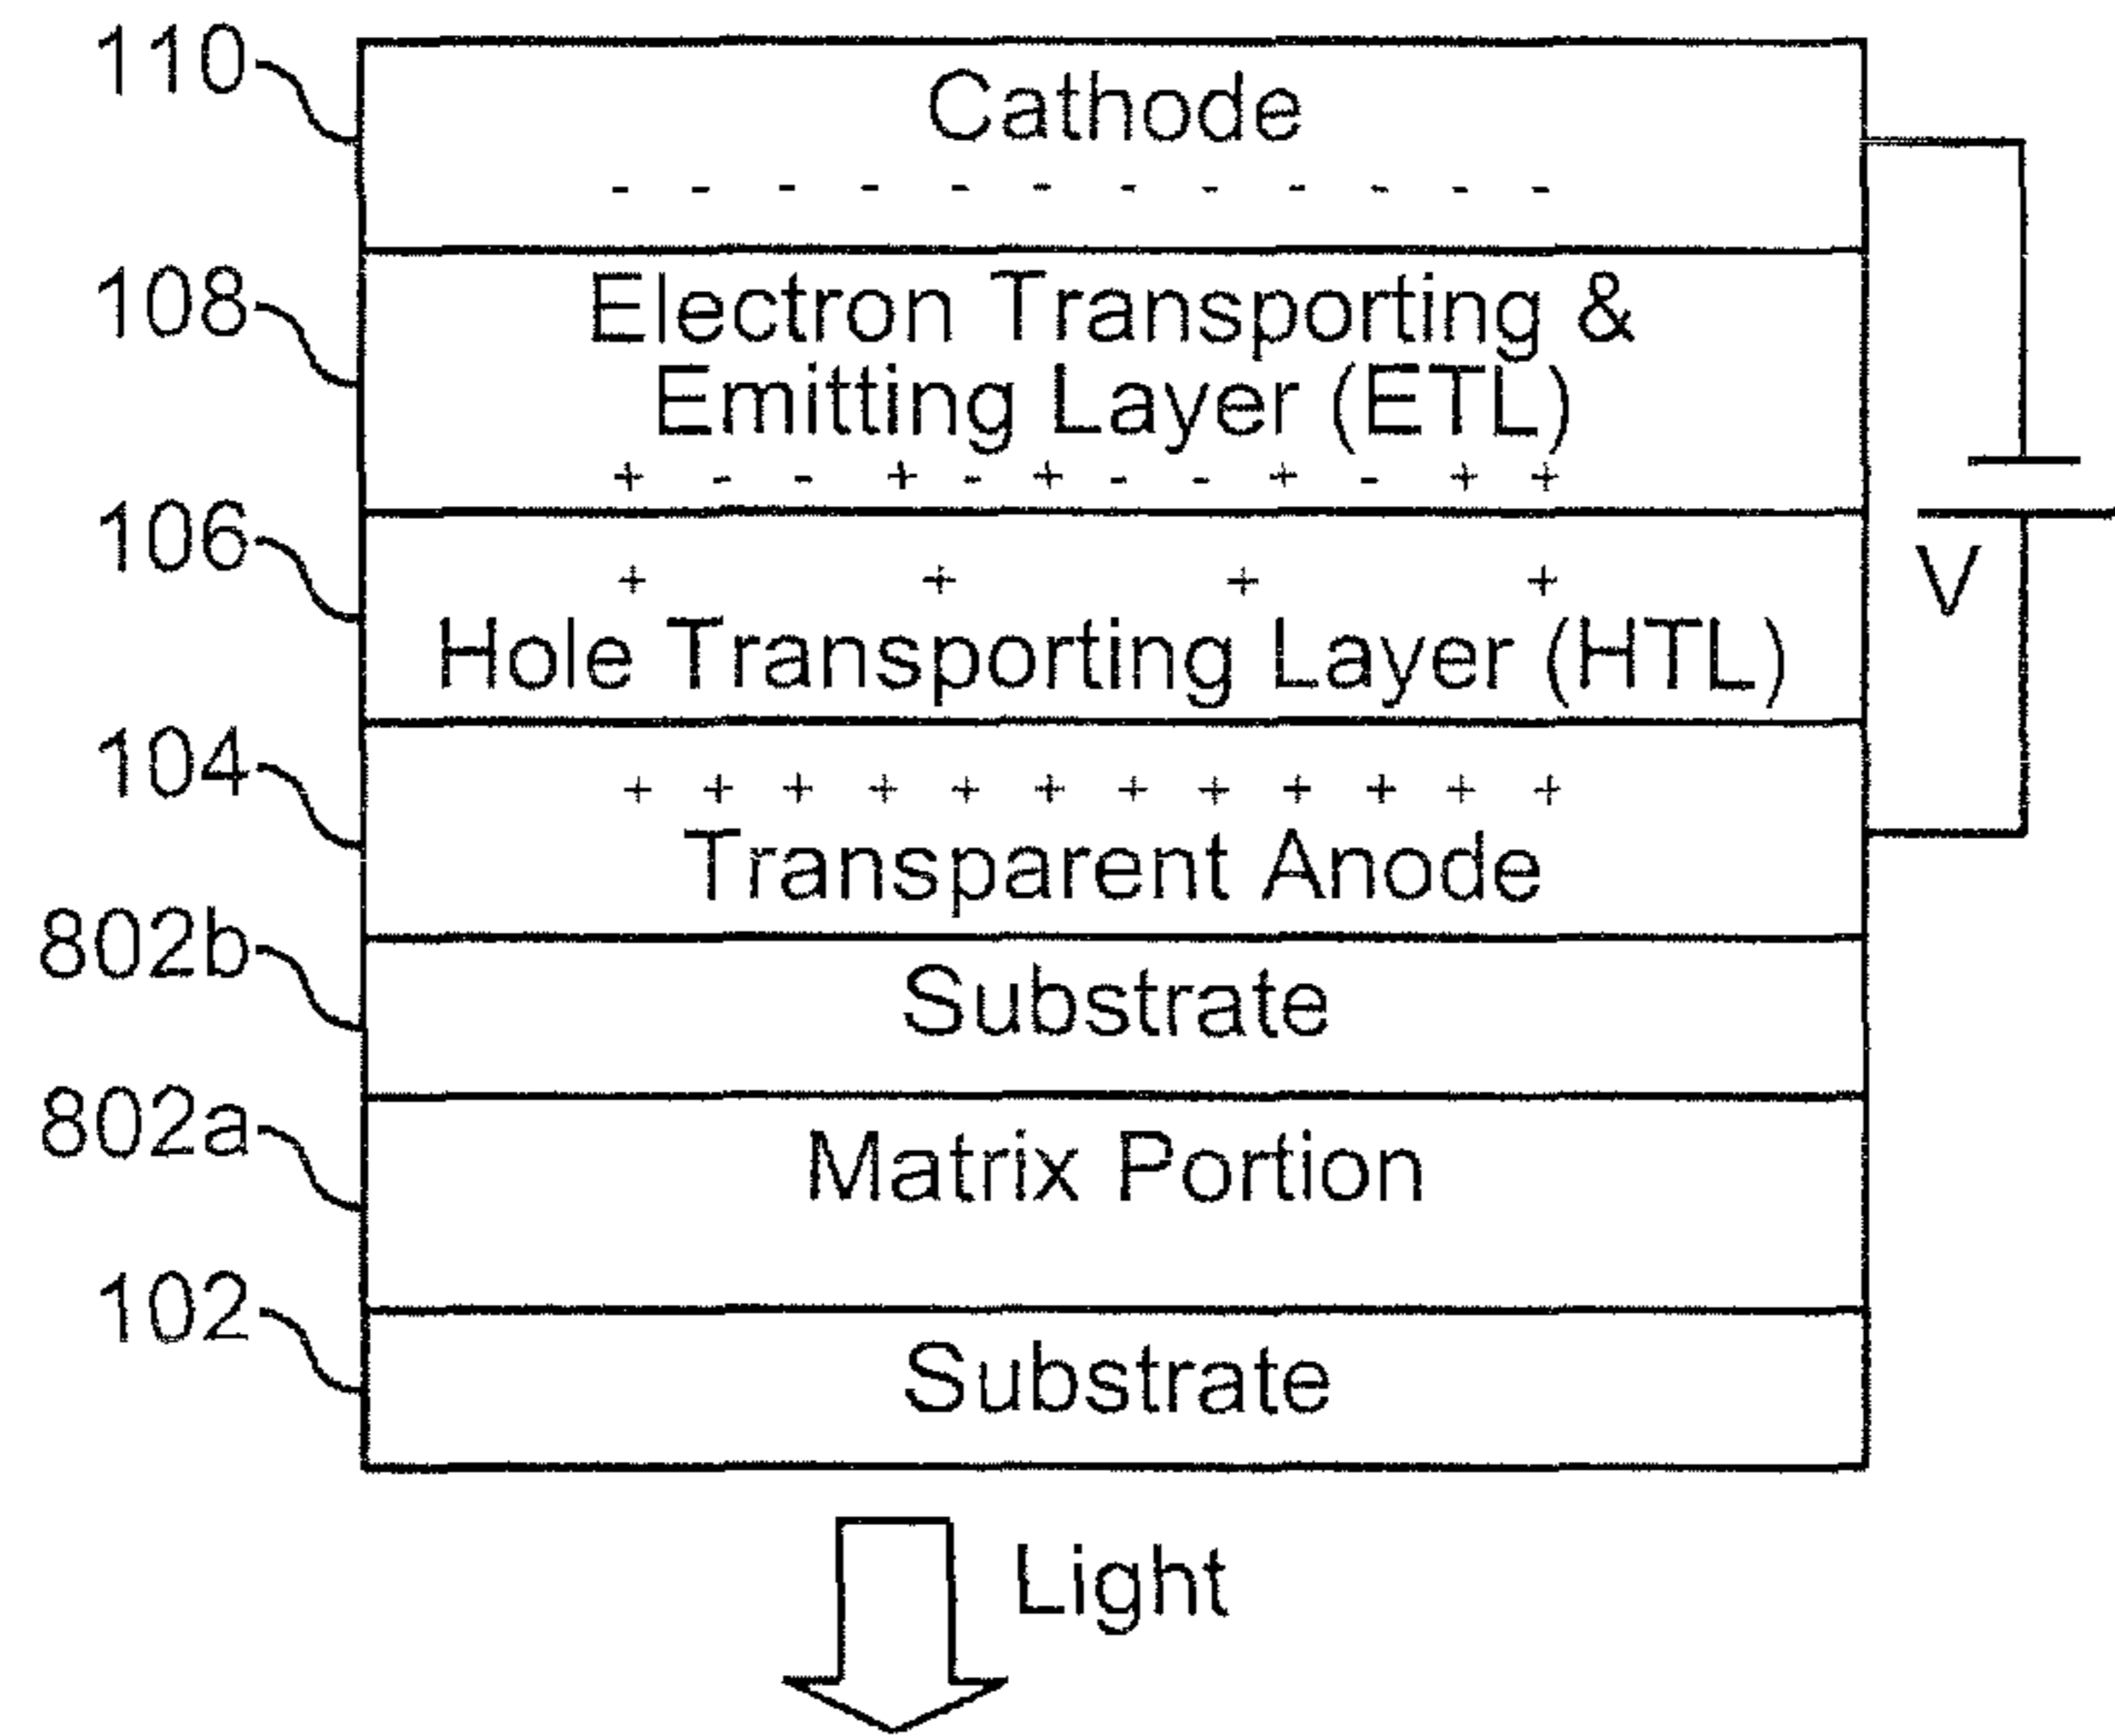 110
Cathode
- - - - - - - - - - - -
108
Electron Transporting &
Emitting Layer (ETL)
+ - - + - + - - + - + +
106
+ + + +
Hole Transporting Layer (HTL)
V
104
+ + + + + + + + + + + +
Transparent Anode
802b
Substrate
802a
Matrix Portion
102
Substrate
Light